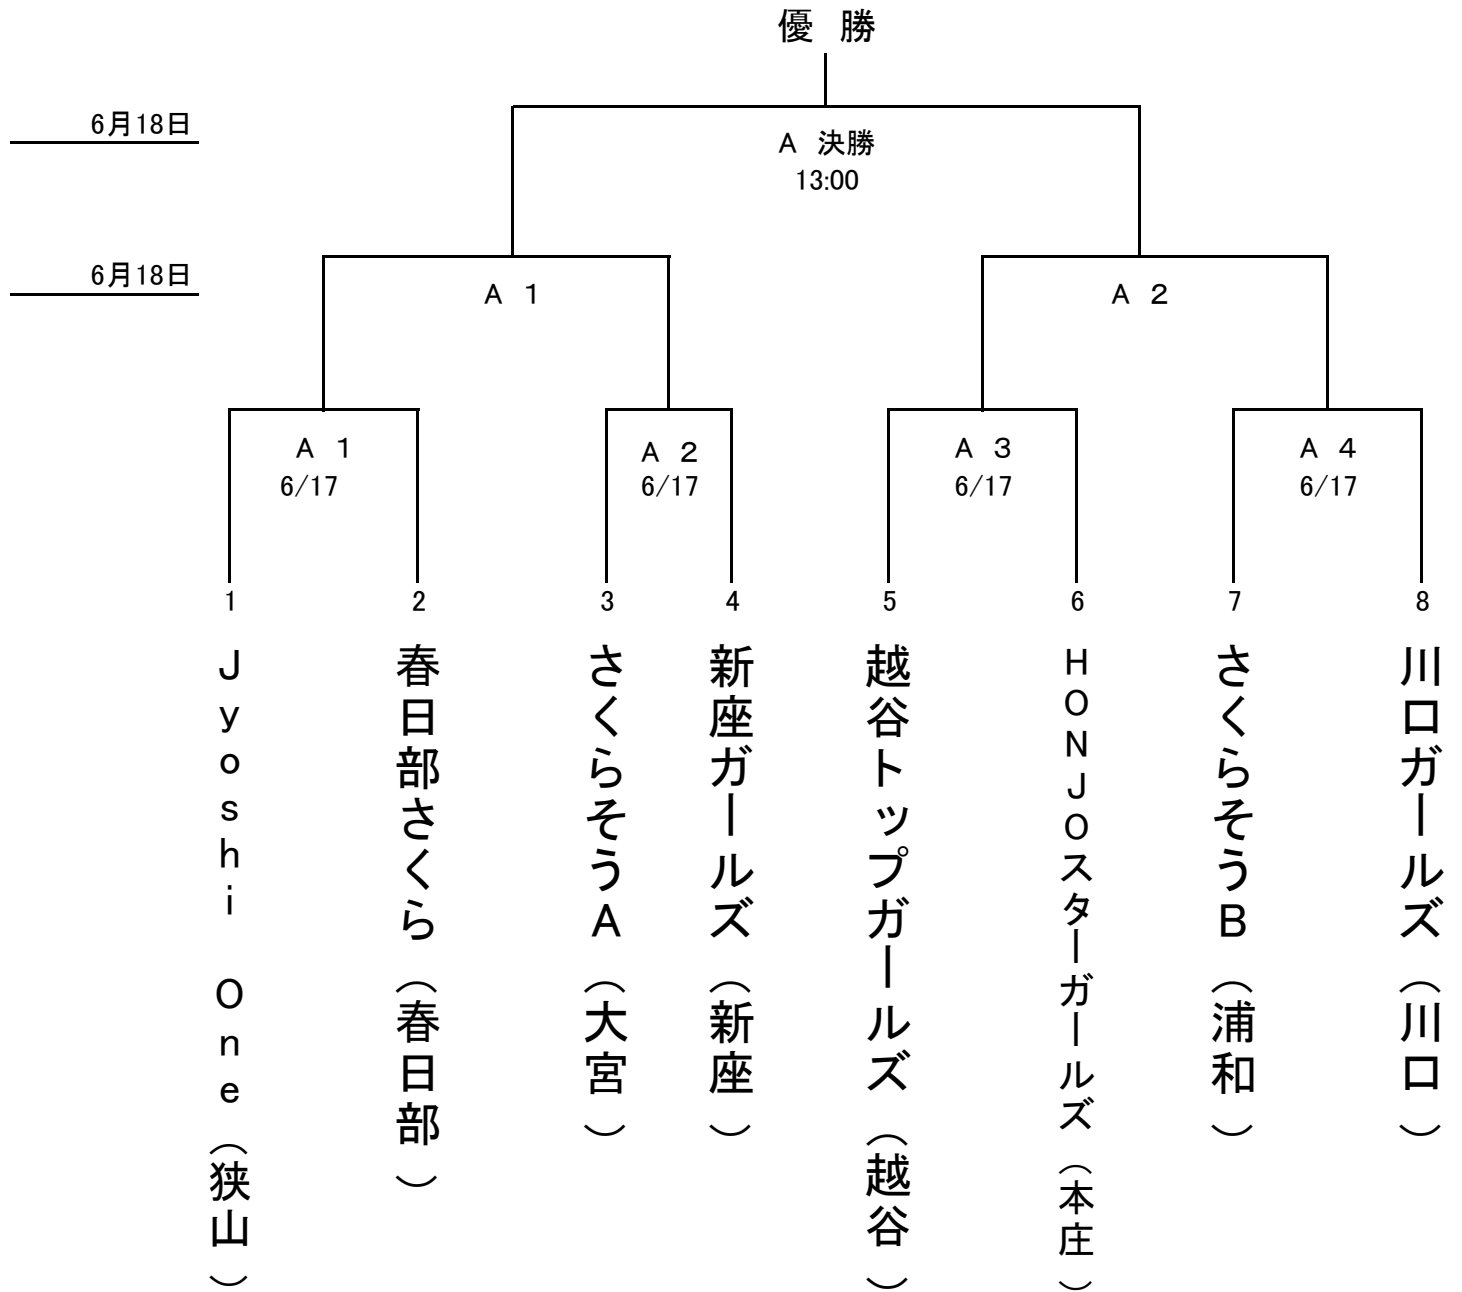 優 勝
6月18日
A 決勝
13:00
6月18日
A 1
A 2
A 1
6/17
A 2
6/17
A 3
6/17
A 4
6/17
1
2
3
4
5
6
7
8
Jyoshi One(狭山)
春日部さくら(春日部)
さくらそうA(大宮)
新座ガールズ(新座)
越谷トップガールズ(越谷)
HONJOスターガールズ(本庄)
さくらそうB(浦和)
川口ガールズ(川口)